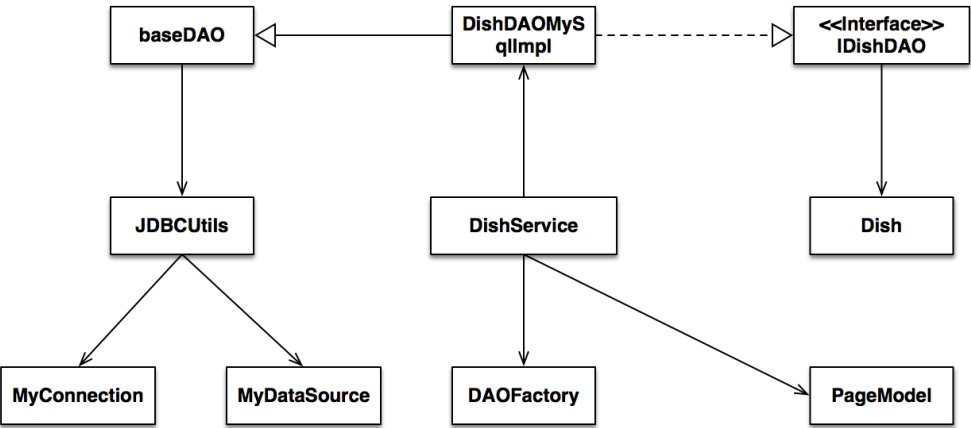 baseDAO
DishDAOMyS
qlImpl
<<Interface>>
IDishDAO
JDBCUtils
DishService
Dish
MyConnection
MyDataSource
DAOFactory
PageModel